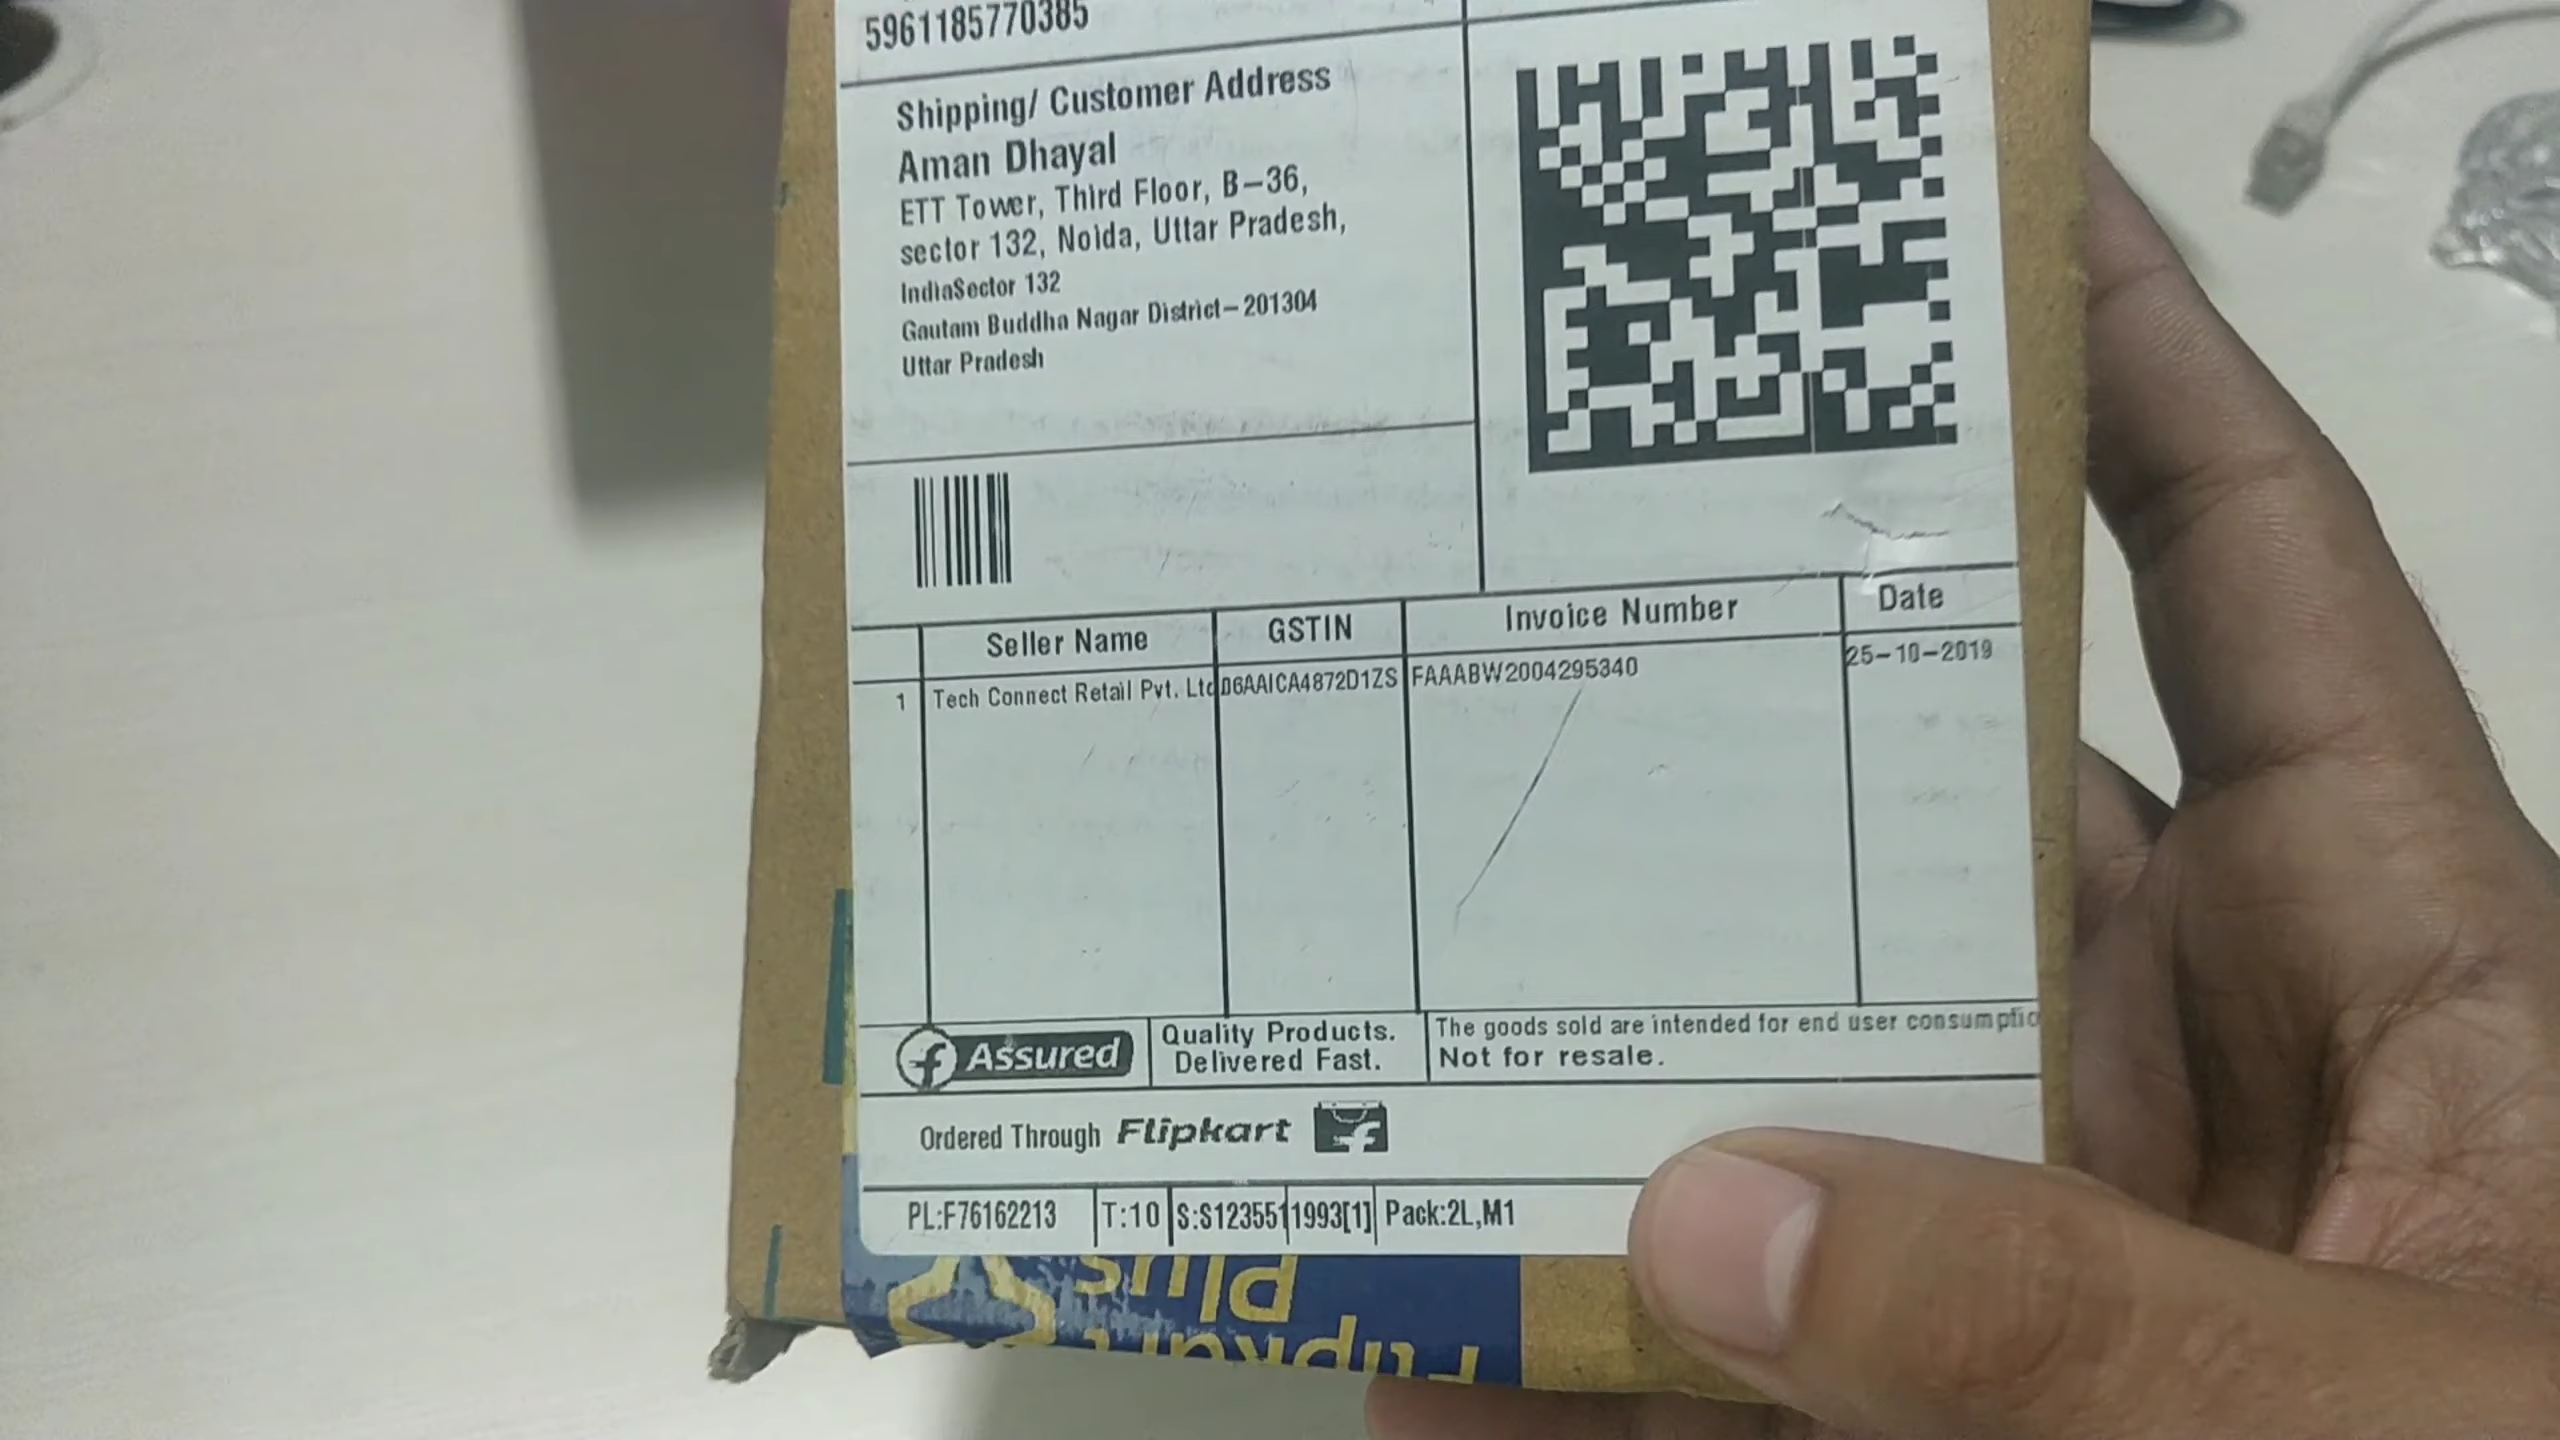 5961185770385
Shipping/ Customer Address
Aman Dhayal
ETT Tower, Third Floor, B-36,
sector 132, Noida, Uttar Pradesh,
IndiaSector 132
Gautam Buddha Nagar District-201304
Uttar Pradesh
Seller Name GSTIN Invoice Number Date
1 Tech Connect Retail Pvt. Ltd 06AAICA4872D1ZS FAAABW2004295340 25-10-2019
f Assured
Quality Products.
Delivered Fast.
The goods sold are intended for end user consumptio
Not for resale.
Ordered Through Flipkart f
PL:F76162213 T:10 S:S1235511993[1] Pack:2L,M1
Flipkart
Plus